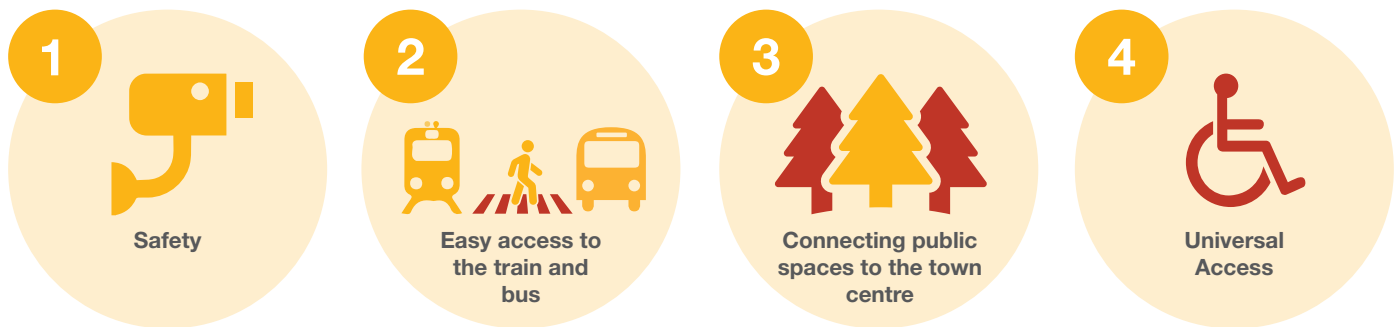 1
Safety
2
Easy access to
the train and
bus
3
Connecting public
spaces to the town
centre
4
Universal
Access